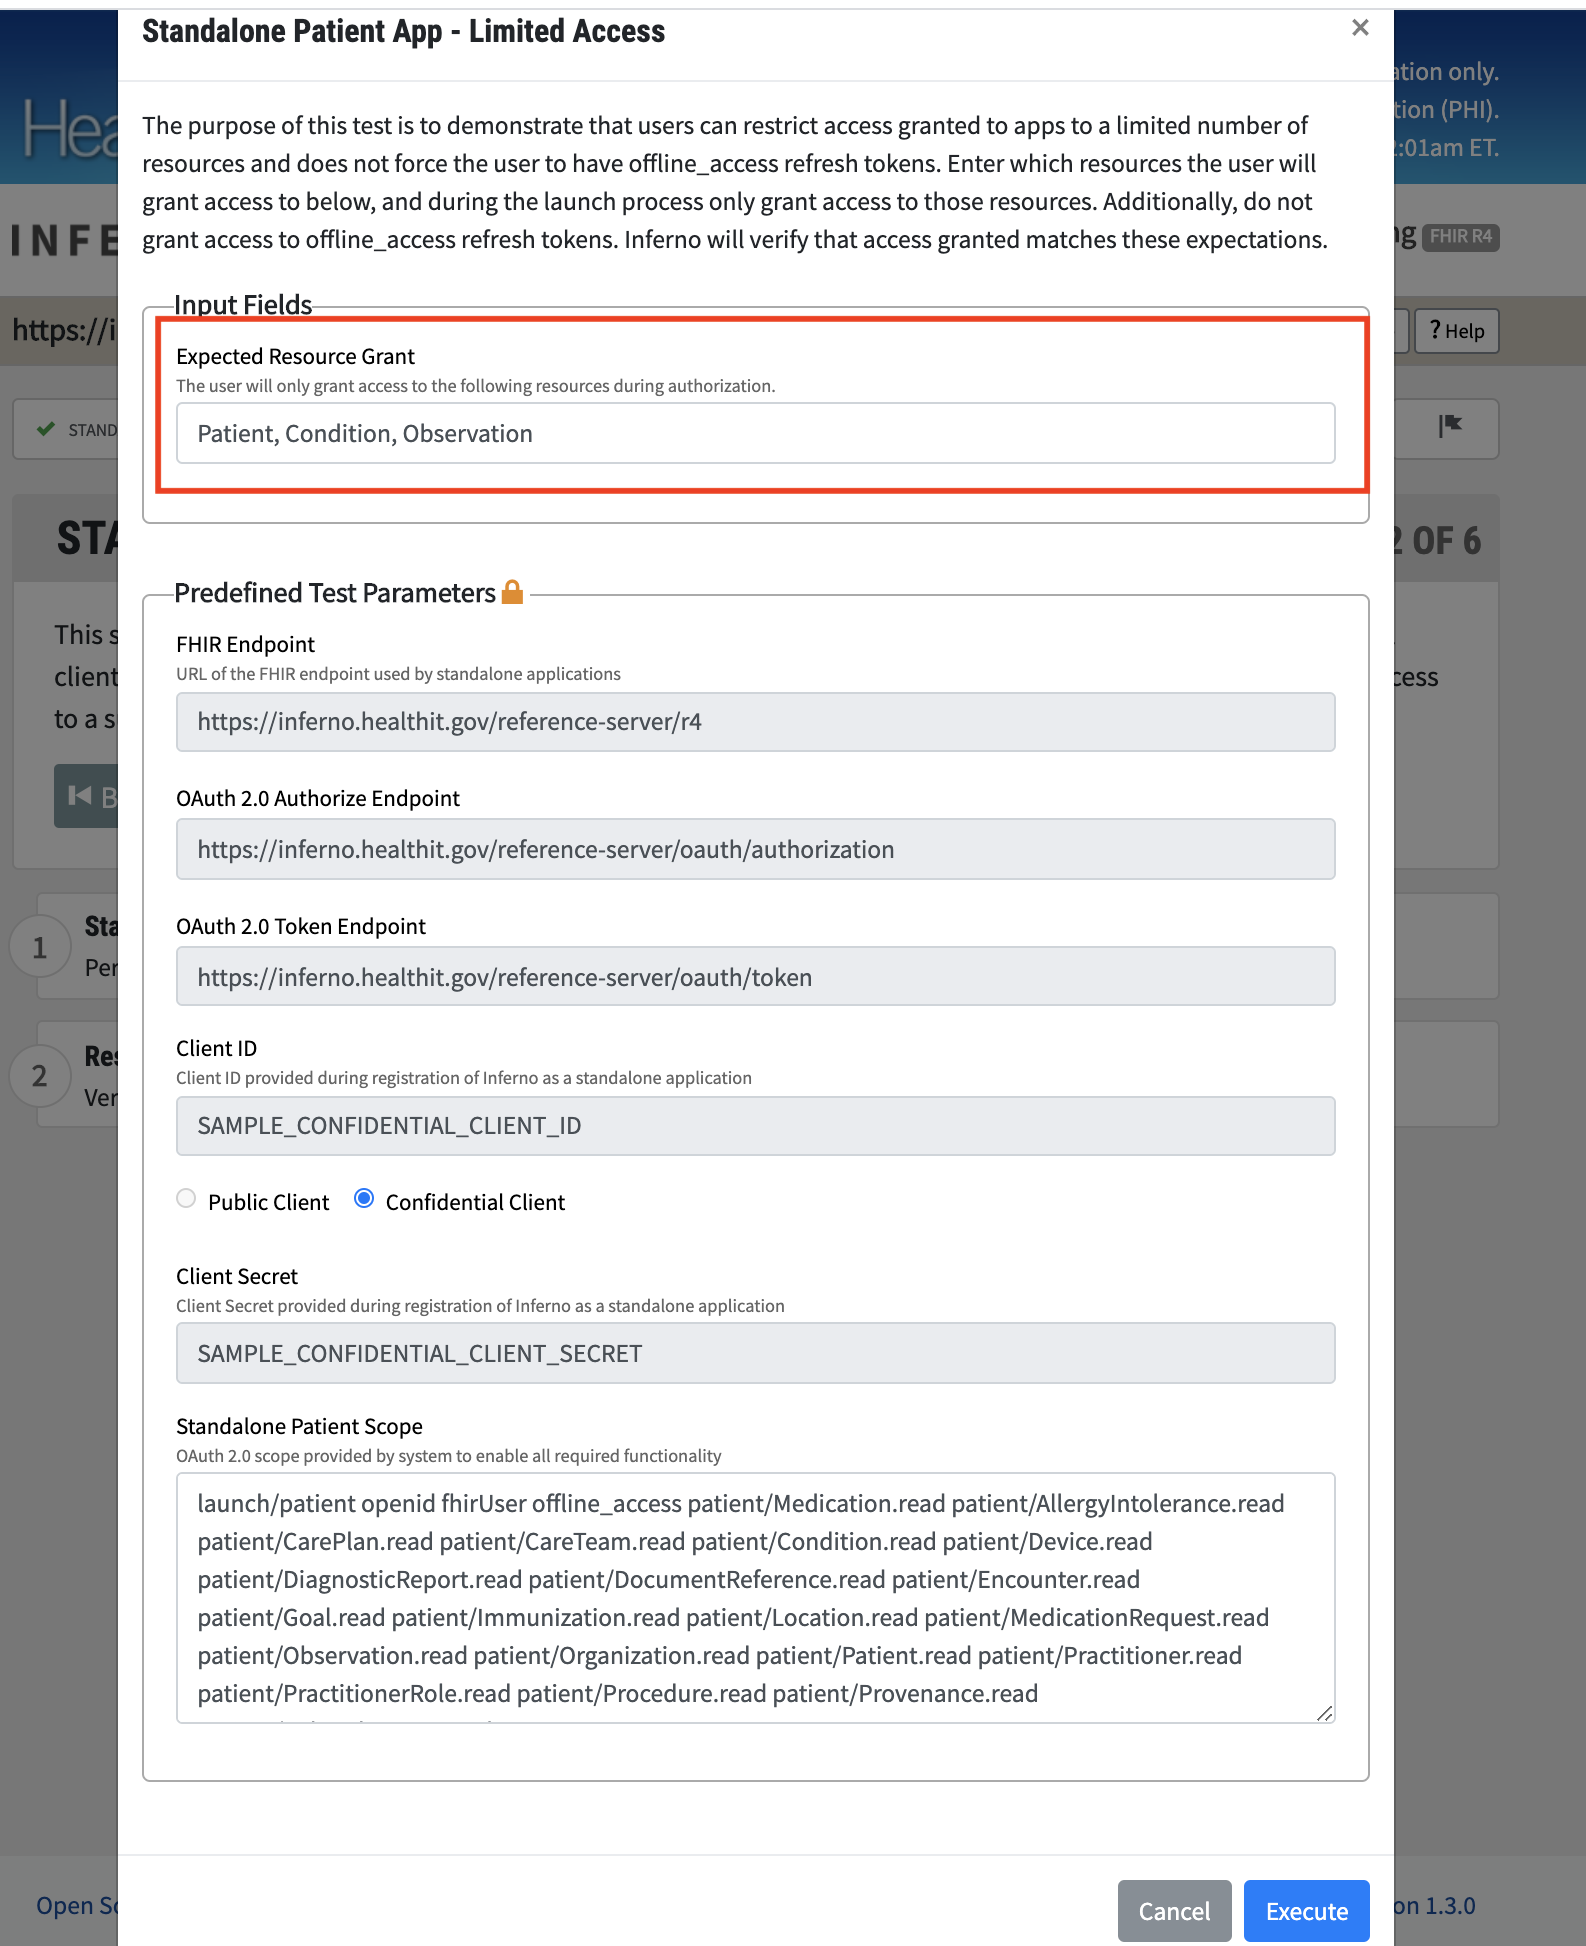 Standalone Patient App - Limited Access
ation only.
tion (PHI).
2:01am ET.
Hea
The purpose of this test is to demonstrate that users can restrict access granted to apps to a limited number of
resources and does not force the user to have offline_access refresh tokens. Enter which resources the user will
grant access to below, and during the launch process only grant access to those resources. Additionally, do not
grant access to offline_access refresh tokens. Inferno will verify that access granted matches these expectations.
INFE
ng FHIR R4
Input Fields
https://i
? Help
Expected Resource Grant
The user will only grant access to the following resources during authorization.
Patient, Condition, Observation
STAND
STA
2 OF 6
Predefined Test Parameters
This s
client
cess
to a s
B
FHIR Endpoint
URL of the FHIR endpoint used by standalone applications
https://inferno.healthit.gov/reference-server/r4
OAuth 2.0 Authorize Endpoint
https://inferno.healthit.gov/reference-server/oauth/authorization
1
Sta
Per
OAuth 2.0 Token Endpoint
https://inferno.healthit.gov/reference-server/oauth/token
2
Res
Ver
Client ID
Client ID provided during registration of Inferno as a standalone application
SAMPLE_CONFIDENTIAL_CLIENT_ID
Public Client Confidential Client
Client Secret
Client Secret provided during registration of Inferno as a standalone application
SAMPLE_CONFIDENTIAL_CLIENT_SECRET
Standalone Patient Scope
OAuth 2.0 scope provided by system to enable all required functionality
launch/patient openid fhirUser offline_access patient/Medication.read patient/AllergyIntolerance.read
patient/CarePlan.read patient/CareTeam.read patient/Condition.read patient/Device.read
patient/DiagnosticReport.read patient/DocumentReference.read patient/Encounter.read
patient/Goal.read patient/Immunization.read patient/Location.read patient/MedicationRequest.read
patient/Observation.read patient/Organization.read patient/Patient.read patient/Practitioner.read
patient/PractitionerRole.read patient/Procedure.read patient/Provenance.read
Open So
Cancel
Execute
on 1.3.0